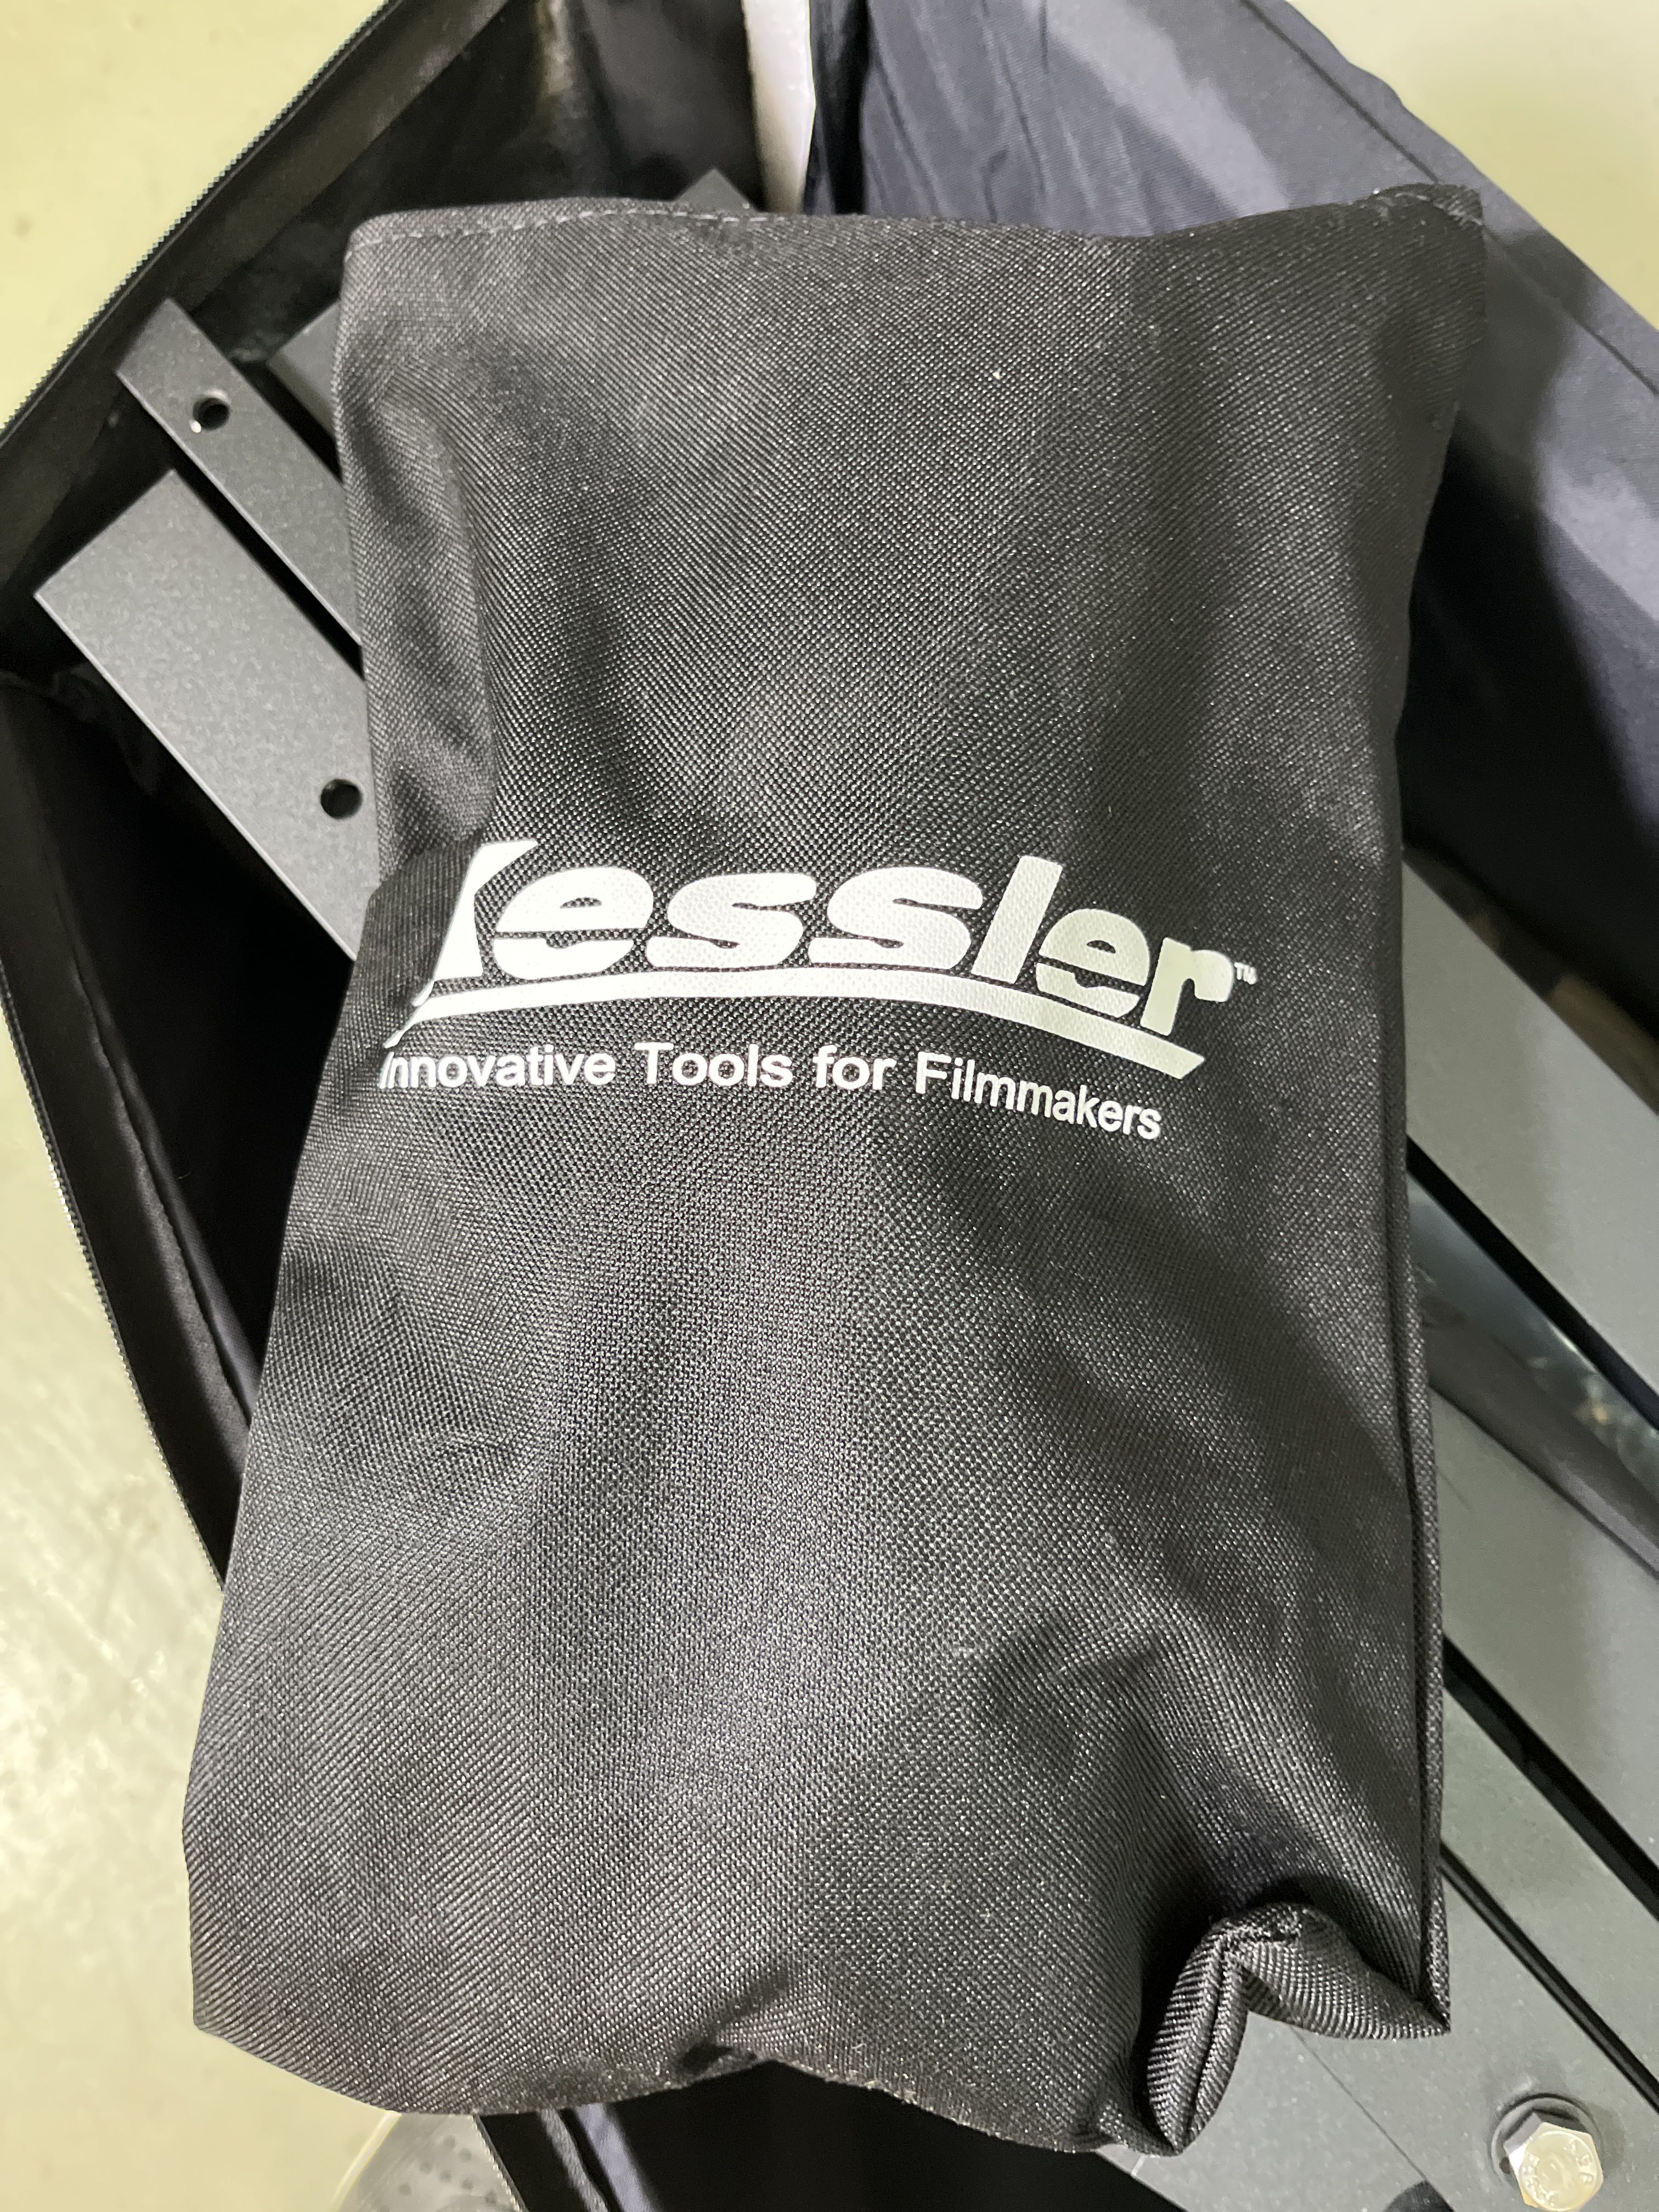 Kessler™
Innovative Tools for Filmmakers